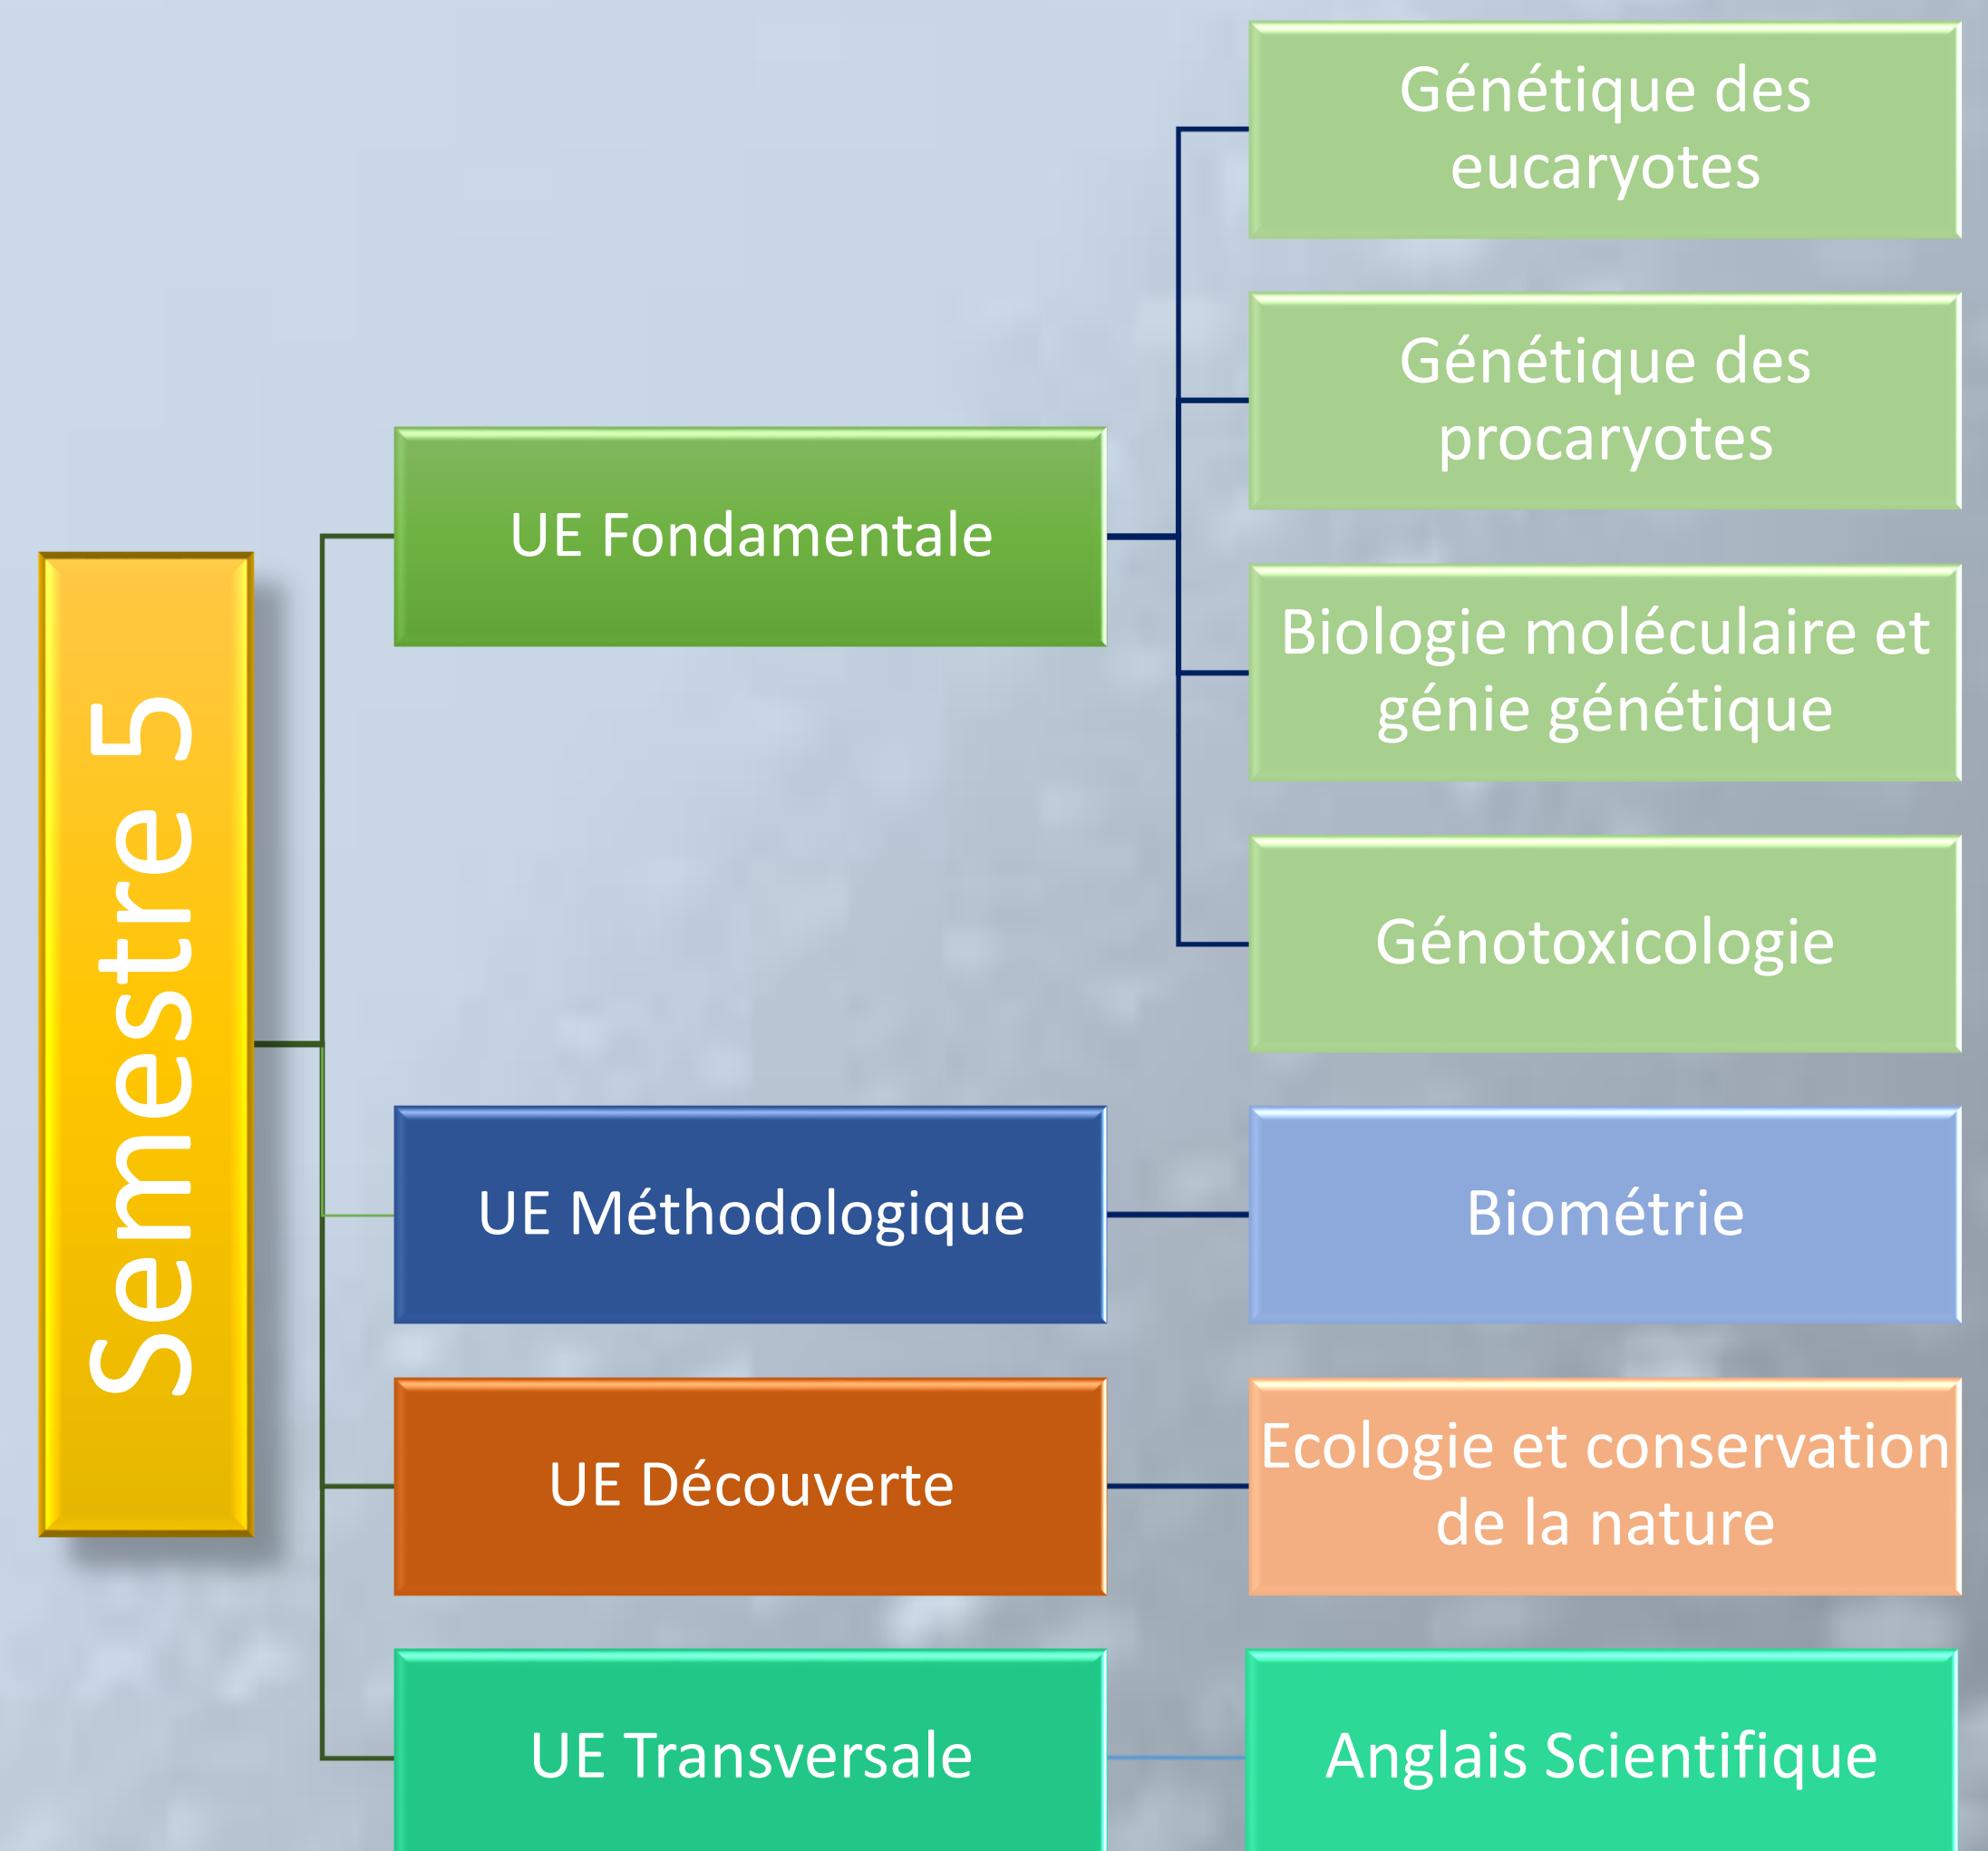 Semestre 5
UE Fondamentale
Génétique des
eucaryotes
Génétique des
procaryotes
Biologie moléculaire et
génie génétique
Génotoxicologie
UE Méthodologique
Biométrie
UE Découverte
Ecologie et conservation
de la nature
UE Transversale
Anglais Scientifique